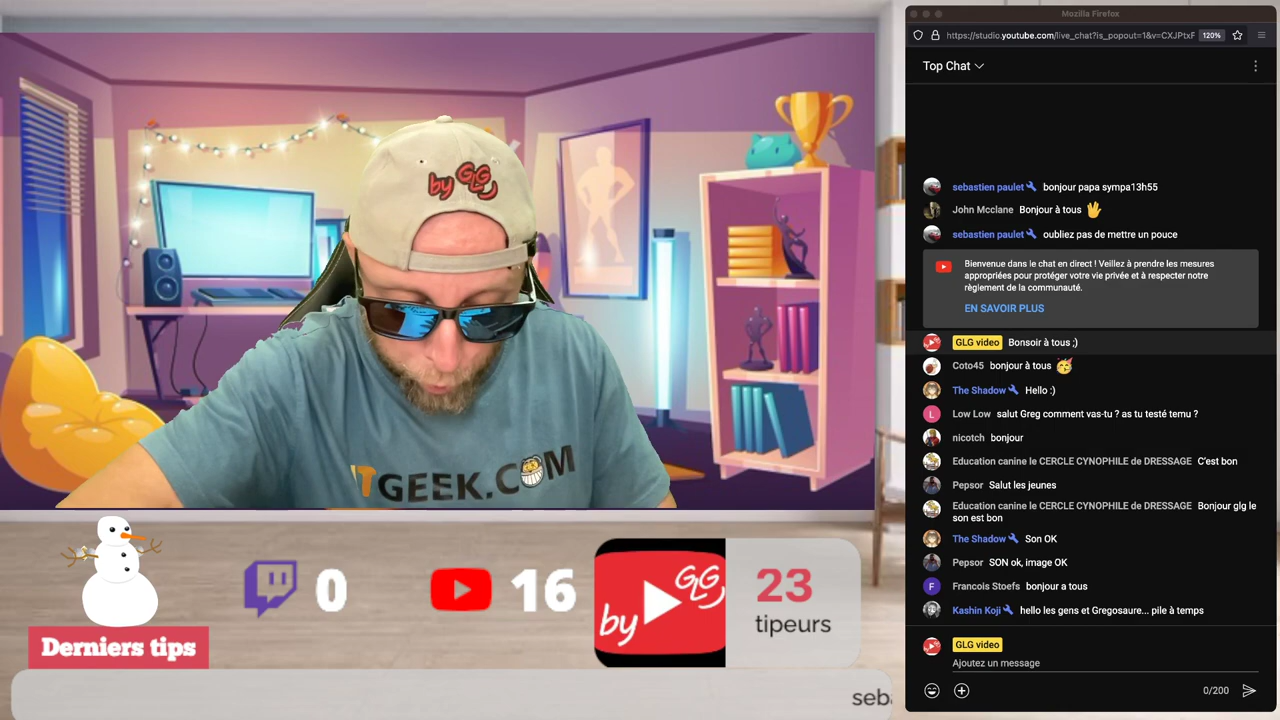 Mozilla Firefox
https://studio.youtube.com/live_chat?is_popout=1&v=CXJPtxF
120%
Top Chat
sebastien paulet bonjour papa sympa13h55
John Mcclane Bonjour à tous
sebastien paulet oubliez pas de mettre un pouce
Bienvenue dans le chat en direct ! Veillez à prendre les mesures
appropriées pour protéger votre vie privée et à respecter notre
règlement de la communauté.
EN SAVOIR PLUS
GLG video Bonsoir à tous ;)
Coto45 bonjour à tous
The Shadow Hello :)
L Low Low salut Greg comment vas-tu ? as tu testé temu ?
nicotch bonjour
Education canine le CERCLE CYNOPHILE de DRESSAGE C'est bon
Pepsor Salut les jeunes
Education canine le CERCLE CYNOPHILE de DRESSAGE Bonjour glg le
son est bon
The Shadow Son OK
Pepsor SON ok, image OK
F Francois Stoefs bonjour a tous
Kashin Koji hello les gens et Gregosaure... pile à temps
GLG video
Ajoutez un message
0/200
by GLG
GEEK.COM
0
16
by GLG
23
tipeurs
Derniers tips
seb